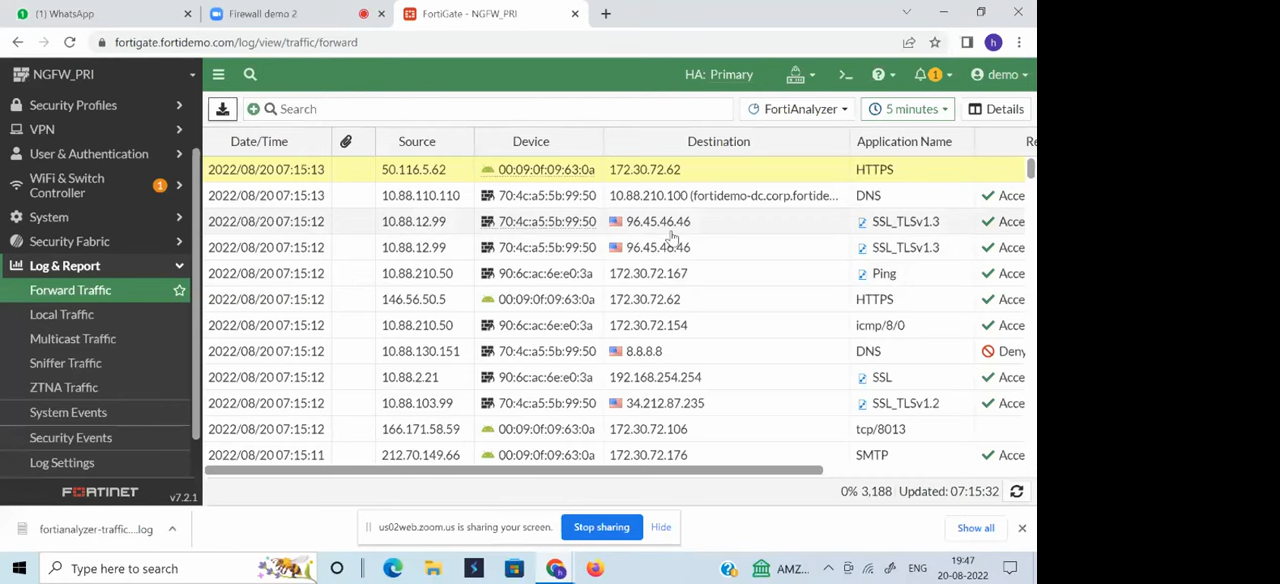 (1) WhatsApp
Firewall demo 2
FortiGate - NGFW_PRI
fortigate.fortidemo.com/log/view/traffic/forward
h
NGFW_PRI
HA: Primary
1
demo
Security Profiles
VPN
User & Authentication
WiFi & Switch
Controller
1
System
Security Fabric
Log & Report
Forward Traffic
Local Traffic
Multicast Traffic
Sniffer Traffic
ZTNA Traffic
System Events
Security Events
Log Settings
FORTINET
v7.2.1
Search
FortiAnalyzer
5 minutes
Details
Date/Time Source Device Destination Application Name Re
2022/08/20 07:15:13 50.116.5.62 00:09:0f:09:63:0a 172.30.72.62 HTTPS
2022/08/20 07:15:13 10.88.110.110 70:4c:a5:5b:99:50 10.88.210.100 (fortidemo-dc.corp.fortide... DNS Acce
2022/08/20 07:15:12 10.88.12.99 70:4c:a5:5b:99:50 96.45.46.46 SSL_TLSv1.3 Acce
2022/08/20 07:15:12 10.88.12.99 70:4c:a5:5b:99:50 96.45.46.46 SSL_TLSv1.3 Acce
2022/08/20 07:15:12 10.88.210.50 90:6c:ac:6e:e0:3a 172.30.72.167 Ping Acce
2022/08/20 07:15:12 146.56.50.5 00:09:0f:09:63:0a 172.30.72.62 HTTPS Acce
2022/08/20 07:15:12 10.88.210.50 90:6c:ac:6e:e0:3a 172.30.72.154 icmp/8/0 Acce
2022/08/20 07:15:12 10.88.130.151 70:4c:a5:5b:99:50 8.8.8.8 DNS Deny
2022/08/20 07:15:12 10.88.2.21 90:6c:ac:6e:e0:3a 192.168.254.254 SSL Acce
2022/08/20 07:15:12 10.88.103.99 70:4c:a5:5b:99:50 34.212.87.235 SSL_TLSv1.2 Acce
2022/08/20 07:15:12 166.171.58.59 00:09:0f:09:63:0a 172.30.72.106 tcp/8013
2022/08/20 07:15:11 212.70.149.66 00:09:0f:09:63:0a 172.30.72.176 SMTP Acce
0% 3,188 Updated: 07:15:32
fortianalyzer-traffic....log
us02web.zoom.us is sharing your screen. Stop sharing Hide
Show all
Type here to search
AMZ...
ENG
19:47
20-08-2022